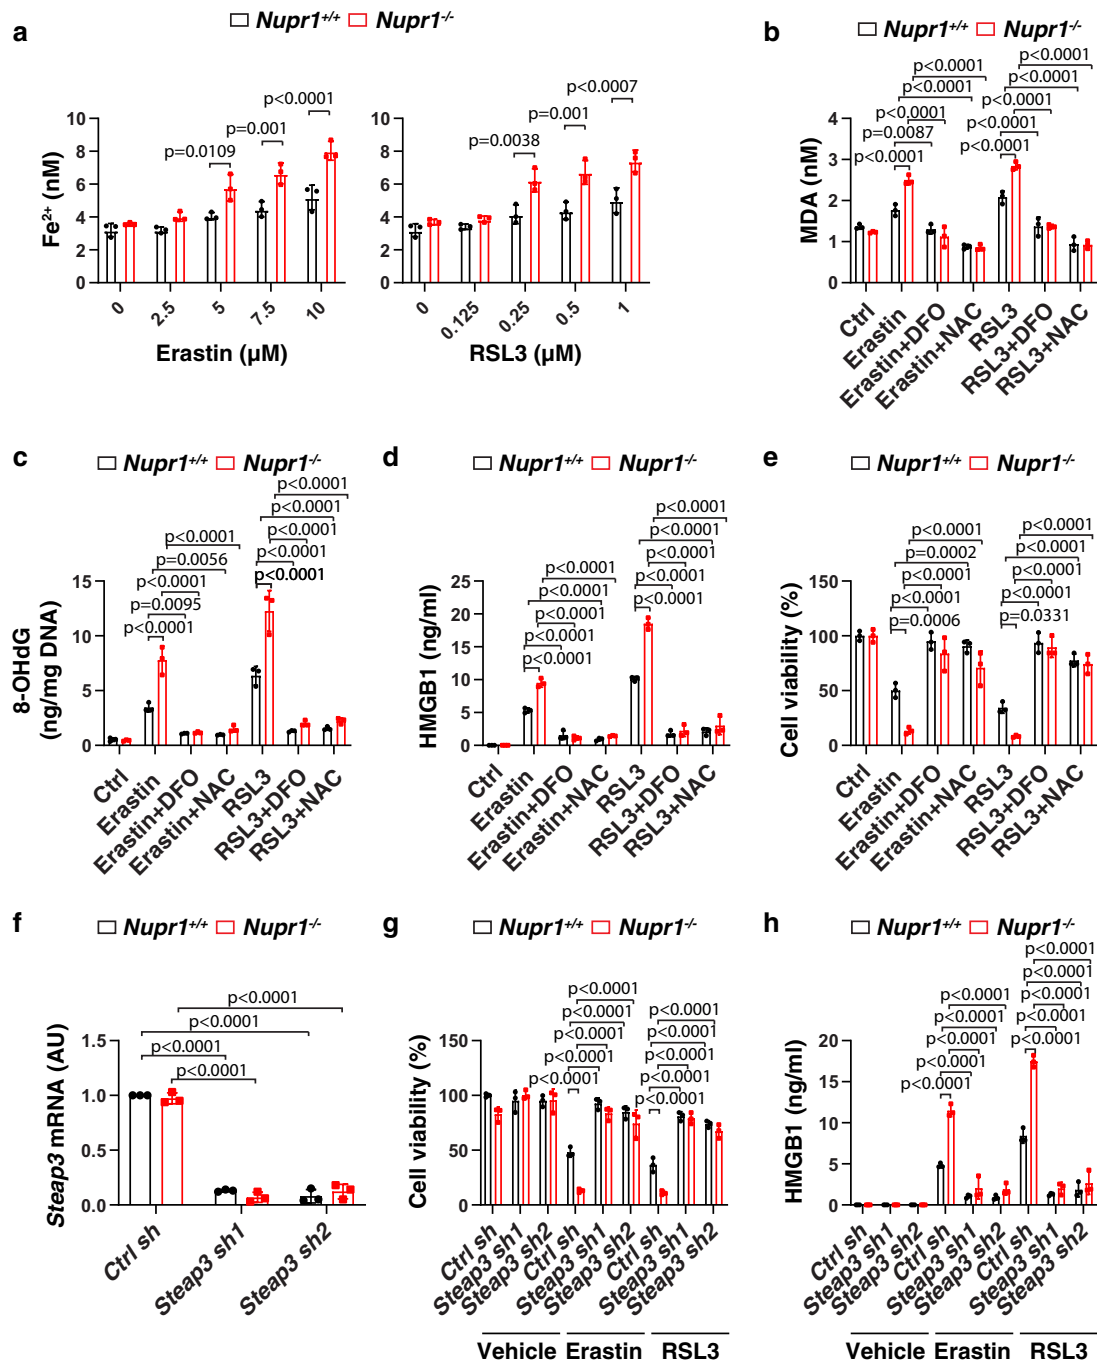 a
Nupr1+/+ Nupr1-/-
p<0.0001
p=0.001
p=0.0109
10
8
6
4
2
Fe2+ (nM)
0 2.5 5 7.5 10
Erastin (μM)
p<0.0007
p=0.001
p=0.0038
10
8
6
4
2
0 0.125 0.25 0.5 1
RSL3 (μM)
b
Nupr1+/+ Nupr1-/-
p<0.0001
p<0.0001
p<0.0001
p=0.0087
p<0.0001
p<0.0001
p<0.0001
p<0.0001
p<0.0001
p<0.0001
4
3
2
1
0
MDA (nM)
Ctrl
Erastin
Erastin+DFO
Erastin+NAC
RSL3
RSL3+DFO
RSL3+NAC
c
Nupr1+/+ Nupr1-/-
p<0.0001
p=0.0056
p<0.0001
p=0.0095
p<0.0001
p<0.0001
p<0.0001
p<0.0001
p<0.0001
p<0.0001
15
10
5
0
8-OHdG
(ng/mg DNA)
Ctrl
Erastin
Erastin+DFO
Erastin+NAC
RSL3
RSL3+DFO
RSL3+NAC
d
Nupr1+/+ Nupr1-/-
p<0.0001
p<0.0001
p<0.0001
p<0.0001
p<0.0001
p<0.0001
p<0.0001
p<0.0001
p<0.0001
p<0.0001
25
20
15
10
5
0
HMGB1 (ng/ml)
Ctrl
Erastin
Erastin+DFO
Erastin+NAC
RSL3
RSL3+DFO
RSL3+NAC
e
Nupr1+/+ Nupr1-/-
p<0.0001
p=0.0002
p<0.0001
p<0.0001
p=0.0006
p<0.0001
p<0.0001
p<0.0001
p<0.0001
p=0.0331
150
100
50
0
Cell viability (%)
Ctrl
Erastin
Erastin+DFO
Erastin+NAC
RSL3
RSL3+DFO
RSL3+NAC
f
Nupr1+/+ Nupr1-/-
p<0.0001
p<0.0001
p<0.0001
p<0.0001
1.5
1.0
0.5
0.0
Steap3 mRNA (AU)
Ctrl sh
Steap3 sh1
Steap3 sh2
g
Nupr1+/+ Nupr1-/-
p<0.0001
p<0.0001
p<0.0001
p<0.0001
p<0.0001
p<0.0001
p<0.0001
p<0.0001
p<0.0001
p<0.0001
150
100
50
0
Cell viability (%)
Ctrl sh
Steap3 sh1
Steap3 sh2
Ctrl sh
Steap3 sh1
Steap3 sh2
Ctrl sh
Steap3 sh1
Steap3 sh2
Vehicle Erastin RSL3
h
Nupr1+/+ Nupr1-/-
p<0.0001
p<0.0001
p<0.0001
p<0.0001
p<0.0001
p<0.0001
p<0.0001
p<0.0001
p<0.0001
p<0.0001
20
15
10
5
0
HMGB1 (ng/ml)
Ctrl sh
Steap3 sh1
Steap3 sh2
Ctrl sh
Steap3 sh1
Steap3 sh2
Ctrl sh
Steap3 sh1
Steap3 sh2
Vehicle Erastin RSL3